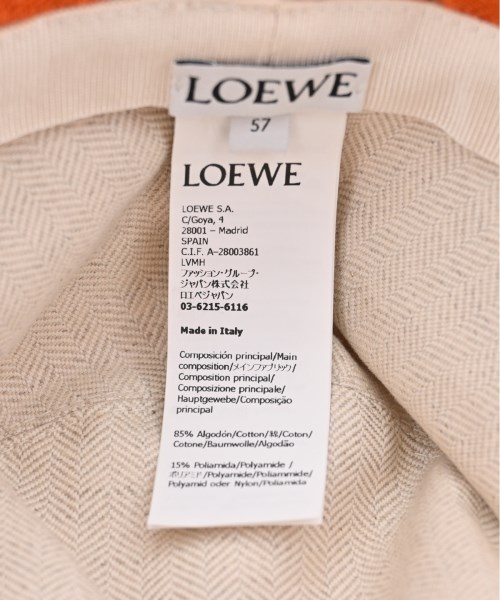 LOEWE
57
LOEWE
LOEWE S.A.
C/Goya, 4
28001 – Madrid
SPAIN
C.I.F. A-28003861
LVMH
ファッション・グループ・
ジャパン株式会社
ロエベジャパン
03-6215-6116
Made in Italy
Composición principal/Main
composition/メインファブリック/
Composition principal/
Composizione principale/
Hauptgewebe/Composição
principal
85% Algodón/Cotton/綿/Coton/
Cotone/Baumwolle/Algodão
15% Poliamida/Polyamide /
ポリアミド/Polyamide/Poliammide/
Polyamid oder Nylon/Poliamida